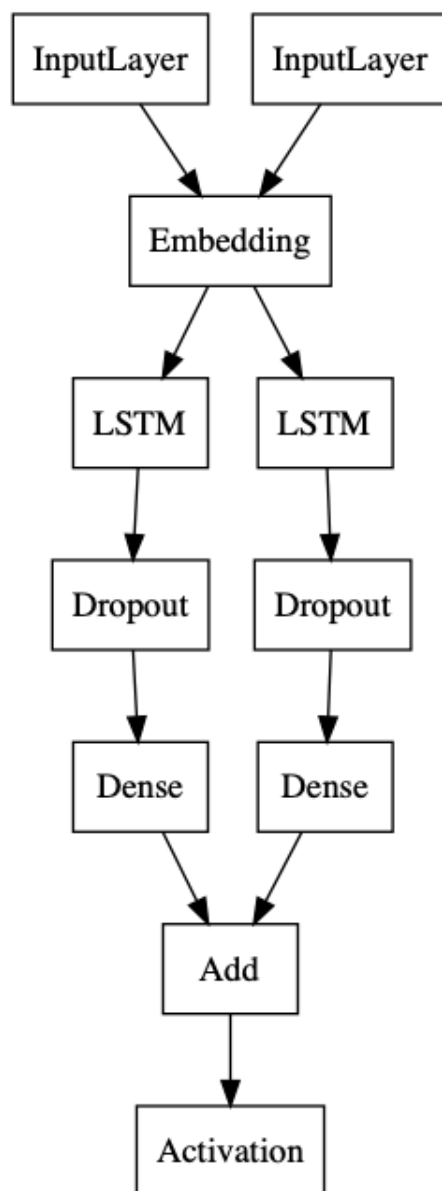 InputLayer InputLayer
Embedding
LSTM LSTM
Dropout Dropout
Dense Dense
Add
Activation